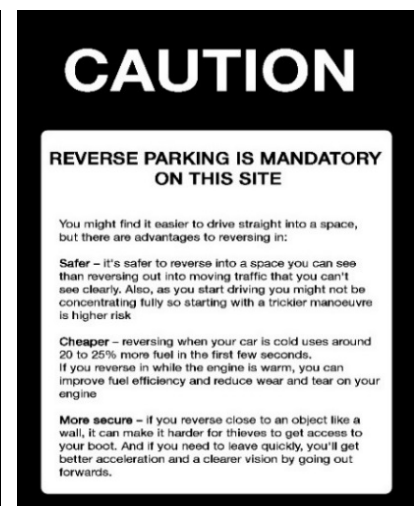 CAUTION
REVERSE PARKING IS MANDATORY
ON THIS SITE
You might find it easier to drive straight into a space,
but there are advantages to reversing in:
Safer – it's safer to reverse into a space you can see
than reversing out into moving traffic that you can't
see clearly. Also, as you start driving you might not be
concentrating fully so starting with a trickier manoeuvre
is higher risk
Cheaper – reversing when your car is cold uses around
20 to 25% more fuel in the first few seconds.
If you reverse in while the engine is warm, you can
improve fuel efficiency and reduce wear and tear on your
engine
More secure – if you reverse close to an object like a
wall, it can make it harder for thieves to get access to
your boot. And if you need to leave quickly, you'll get
better acceleration and a clearer vision by going out
forwards.